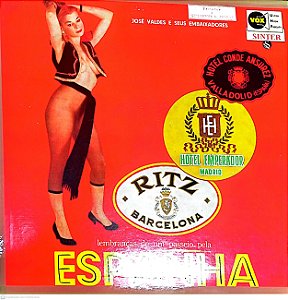 JOSÉ VALDES E SEUS EMBAIXADORES
VOX
SINTER
HOTEL CONDE ANSUREZ
VALLADOLID
HE
HOTEL EMPERADOR
MADRID
RITZ
BARCELONA
lembranças de um passeio pela
ESPANHA